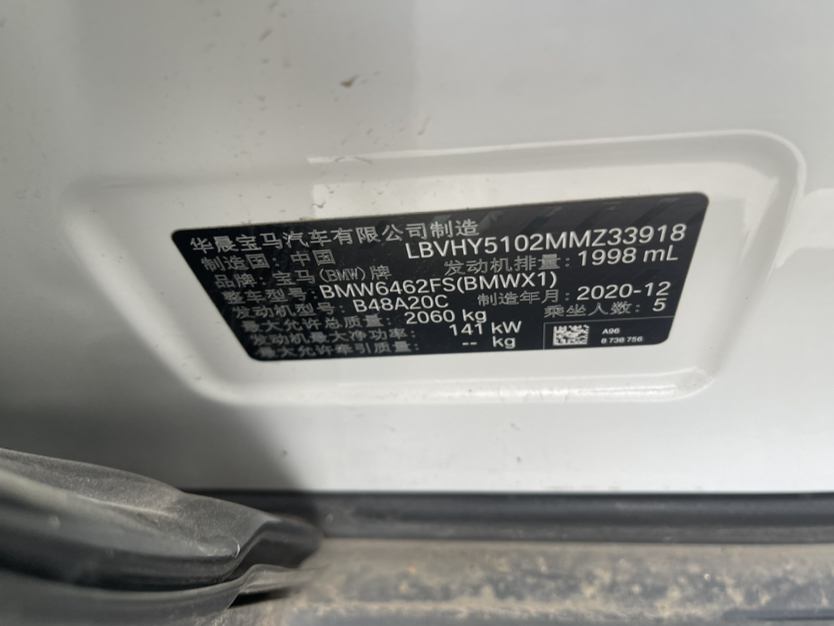 华晨宝马汽车有限公司制造
制造国：中国 LBVHY5102MMZ33918
品牌：宝马(BMW)牌 发动机排量：1998 mL
整车型号：BMW6462FS(BMWX1)
发动机型号：B48A20C 制造年月：2020-12
最大允许总质量：2060 kg 乘坐人数：5
发动机最大净功率：141 kW
最大允许牵引质量：-- kg
A96
8 738 756